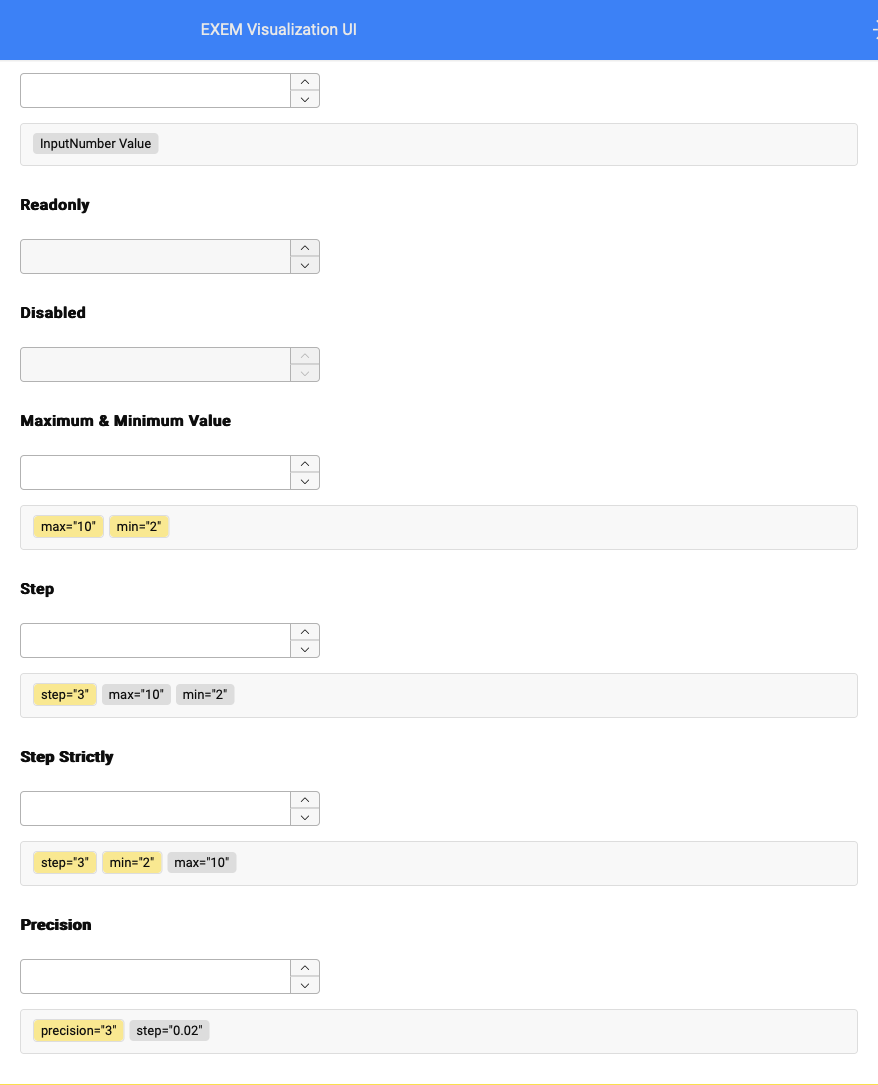 EXEM Visualization UI
InputNumber Value
Readonly
Disabled
Maximum & Minimum Value
max="10" min="2"
Step
step="3" max="10" min="2"
Step Strictly
step="3" min="2" max="10"
Precision
precision="3" step="0.02"